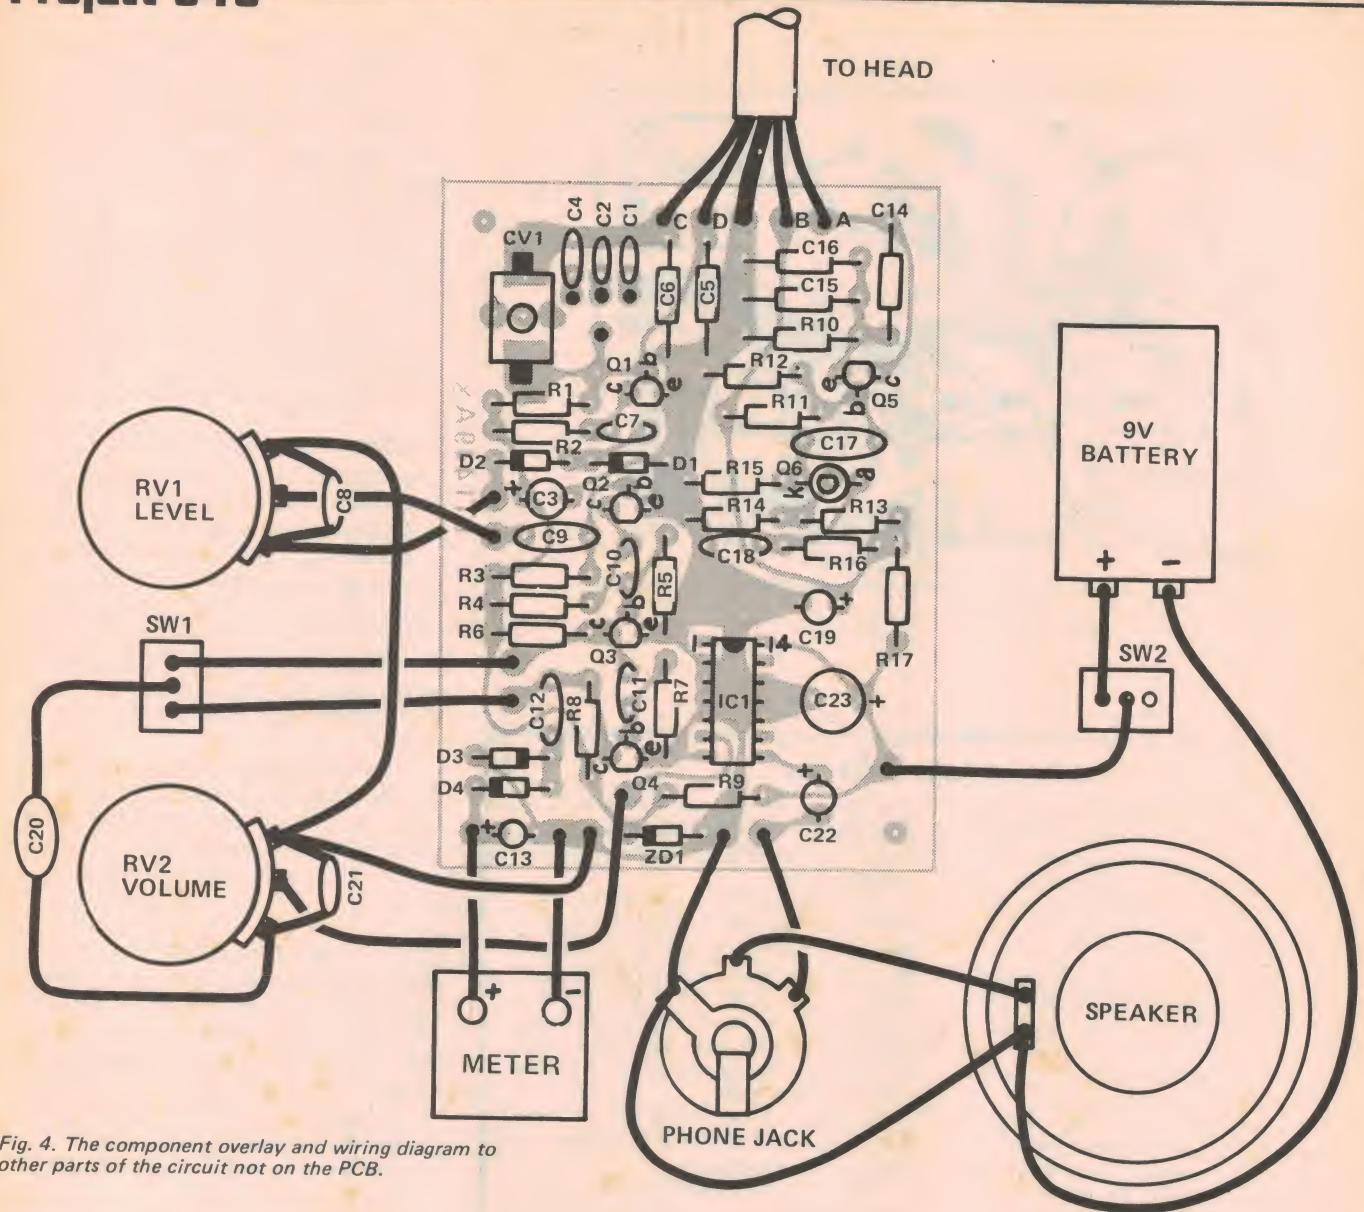 TO HEAD
C4
C2
C1
C
D
B
A
C14
CV1
C16
C6
C5
C15
R10
Q1
b
c
e
R12
e
c
Q5
b
R1
R11
C7
R2
C17
D2
D1
R15
Q6
k
a
Q2
b
c
e
+
C3
R14
R13
C9
C18
R16
C10
R3
R5
R4
b
c
e
R6
Q3
+
C19
R17
1
14
IC1
C23
+
C12
R8
C11
R7
b
c
e
Q4
D3
D4
R9
+
C22
+
C13
ZD1
RV1
LEVEL
C8
SW1
C20
RV2
VOLUME
C21
9V
BATTERY
+
−
SW2
+
−
METER
PHONE JACK
SPEAKER
Fig. 4. The component overlay and wiring diagram to
other parts of the circuit not on the PCB.